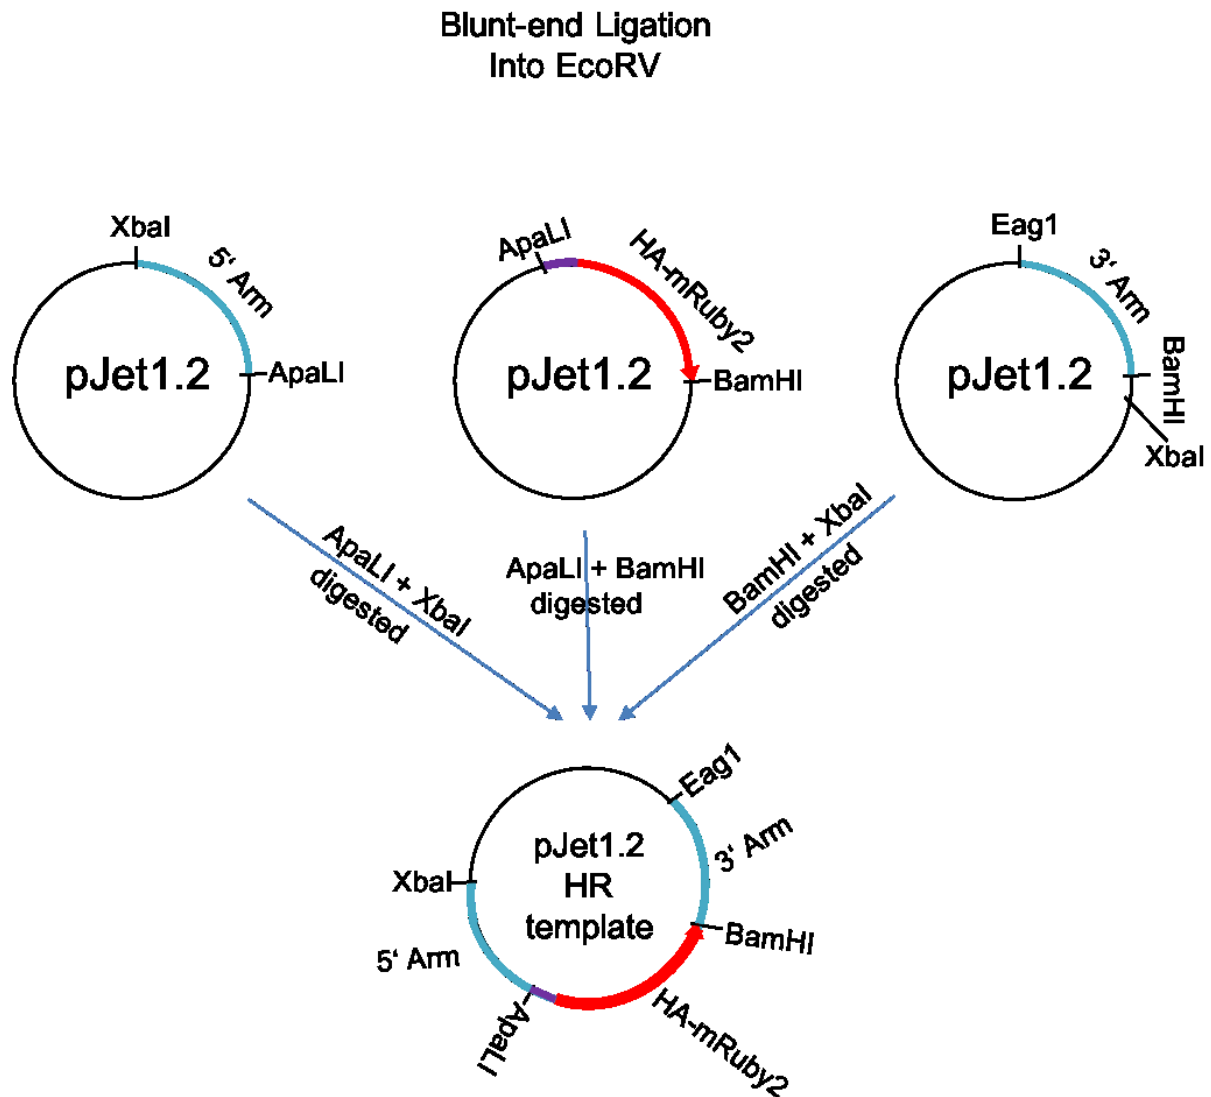 Blunt-end Ligation
Into EcoRV
XbaI
5‘ Arm
pJet1.2
ApaLI
ApaLI
HA-mRuby2
pJet1.2
BamHI
Eag1
3‘ Arm
pJet1.2
BamHI
XbaI
ApaLI + XbaI
digested
ApaLI + BamHI
digested
BamHI + XbaI
digested
Eag1
3‘ Arm
pJet1.2
HR
template
XbaI
BamHI
5‘ Arm
ApaLI
HA-mRuby2